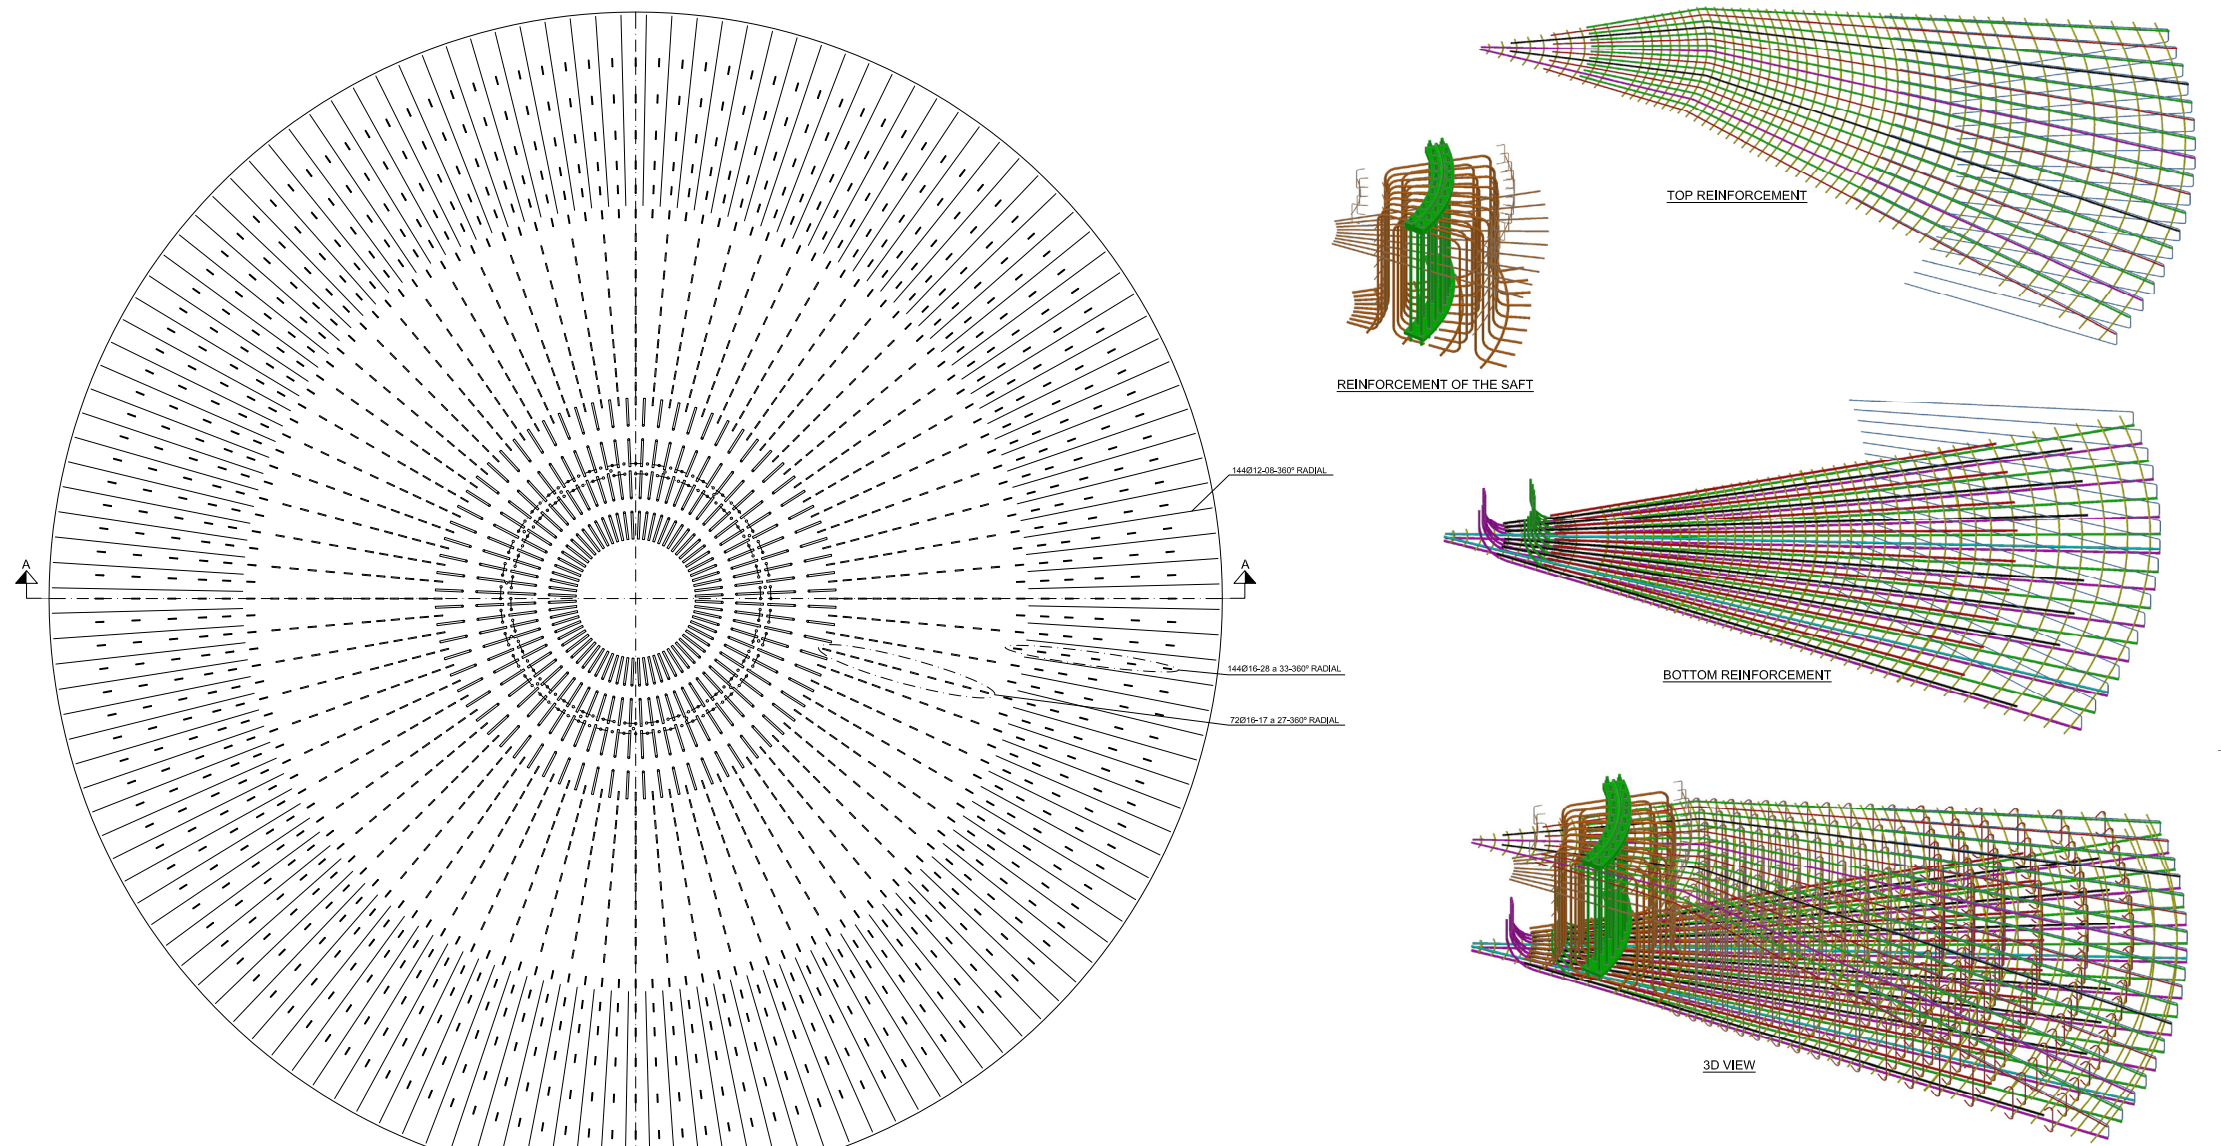 TOP REINFORCEMENT
REINFORCEMENT OF THE SAFT
144Ø12-08-360° RADIAL
A
A
144Ø16-28 a 33-360° RADIAL
BOTTOM REINFORCEMENT
72Ø16-17 a 27-360° RADIAL
3D VIEW